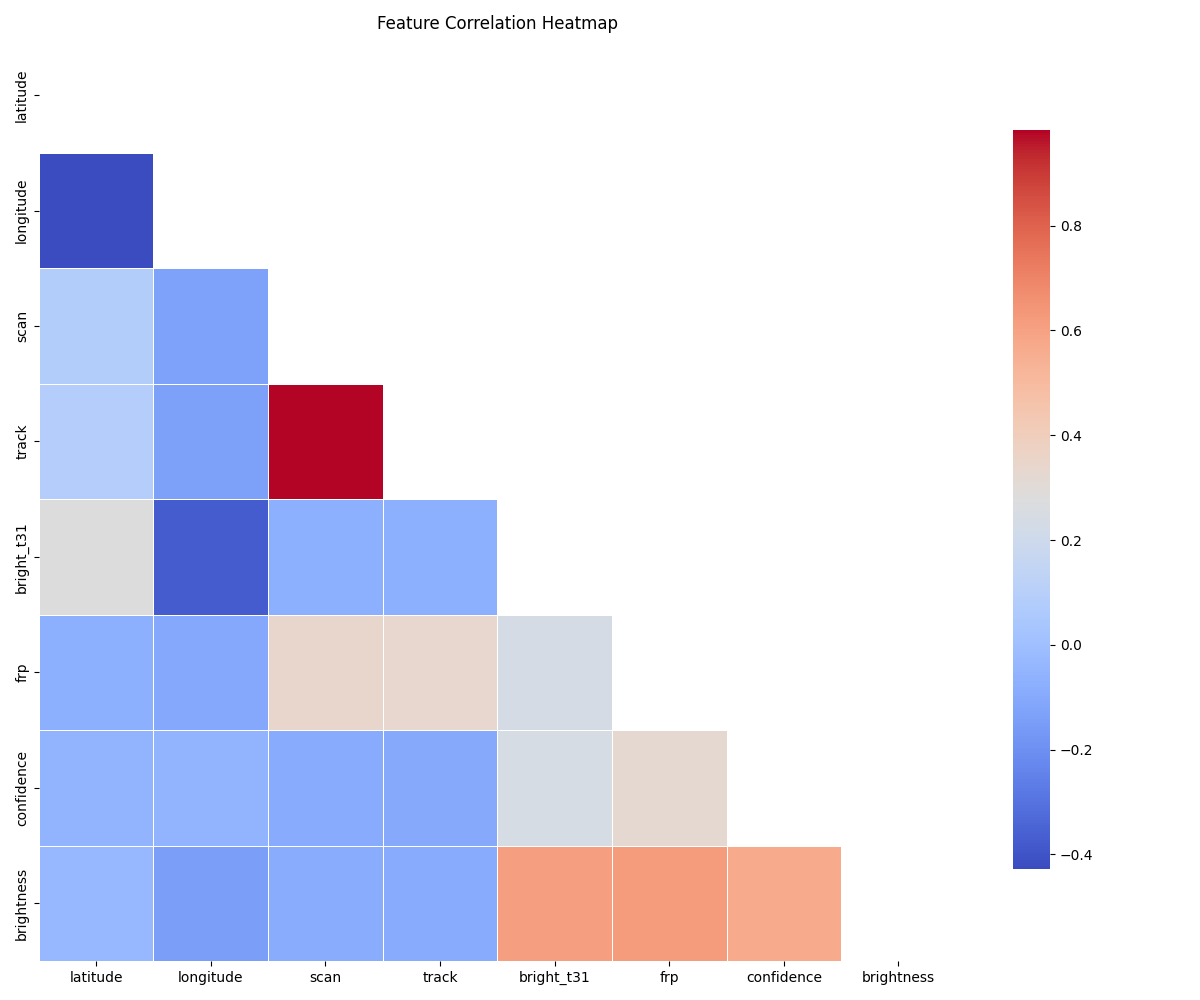 Feature Correlation Heatmap
latitude
longitude
scan
track
bright_t31
frp
confidence
brightness
latitude longitude scan track bright_t31 frp confidence brightness
0.8
0.6
0.4
0.2
0.0
−0.2
−0.4